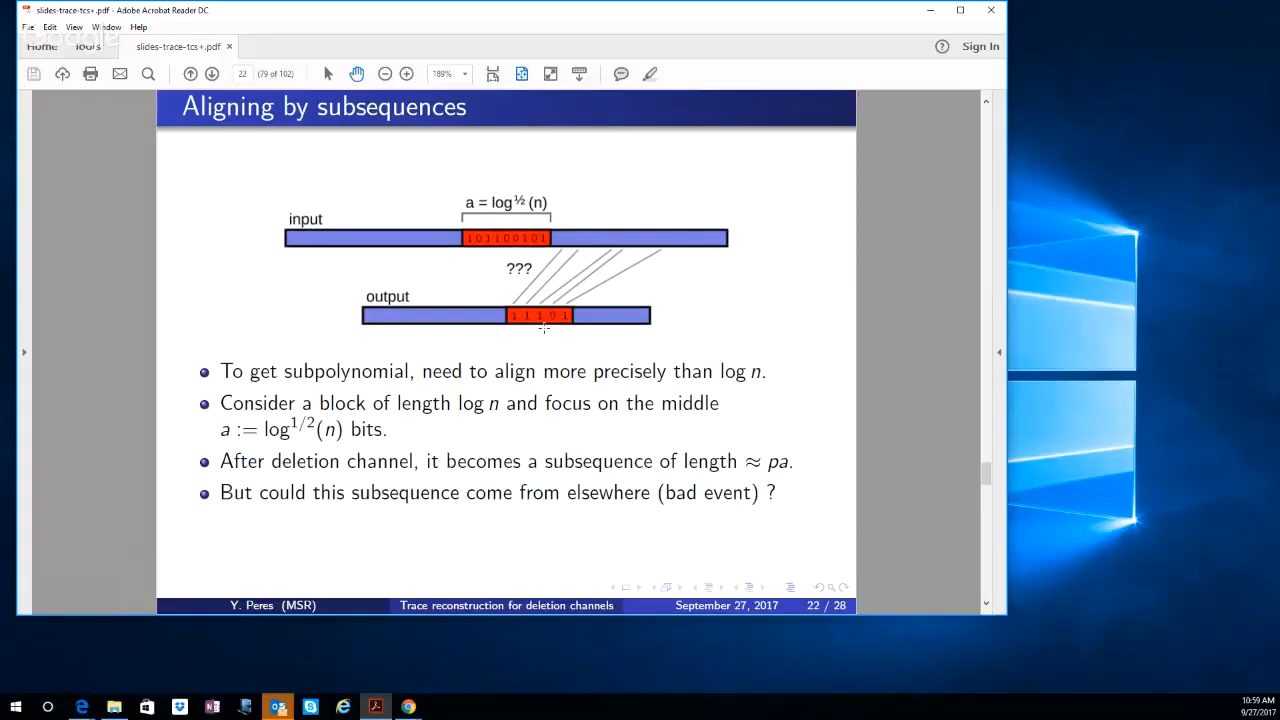 slides-trace-tcs+.pdf - Adobe Acrobat Reader DC
File Edit View Window Help
Google
Home Tools slides-trace-tcs+.pdf × ? Sign In
22 (79 of 102) 189%
Aligning by subsequences
a = log½ (n)
input
1 0 1 1 0 0 1 0 1
???
output
1 1 1 0 1
To get subpolynomial, need to align more precisely than log n.
Consider a block of length log n and focus on the middle
a := log^1/2(n) bits.
After deletion channel, it becomes a subsequence of length ≈ pa.
But could this subsequence come from elsewhere (bad event) ?
Y. Peres (MSR) Trace reconstruction for deletion channels September 27, 2017 22 / 28
10:59 AM
9/27/2017